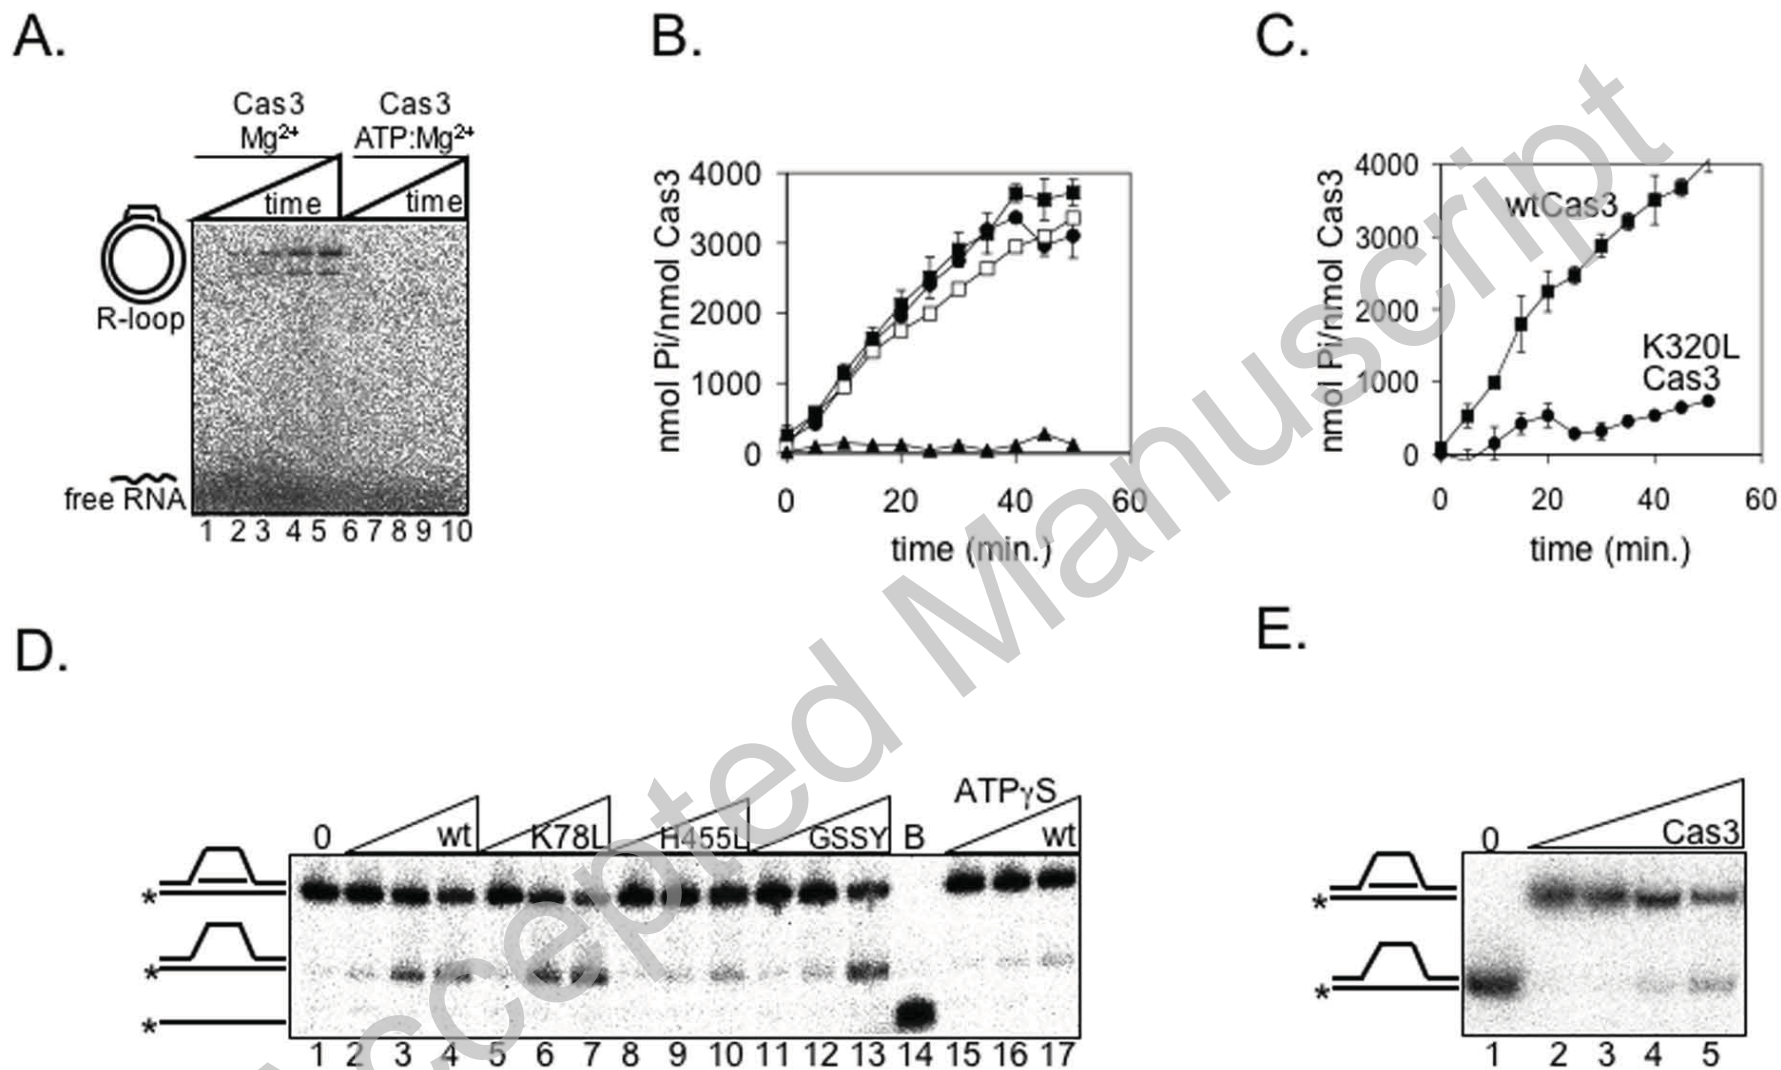 A.
Cas3
Mg²⁺
Cas3
ATP:Mg²⁺
time
time
R-loop
free RNA
1 2 3 4 5 6 7 8 9 10
B.
nmol Pi/nmol Cas3
4000
3000
2000
1000
0
0 20 40 60
time (min.)
C.
nmol Pi/nmol Cas3
4000
3000
2000
1000
0
wtCas3
K320L
Cas3
0 20 40 60
time (min.)
D.
ATPγS
0 wt K78L H455L GSSY B wt
*
*
*
1 2 3 4 5 6 7 8 9 10 11 12 13 14 15 16 17
E.
0 Cas3
*
*
1 2 3 4 5
Accepted Manuscript